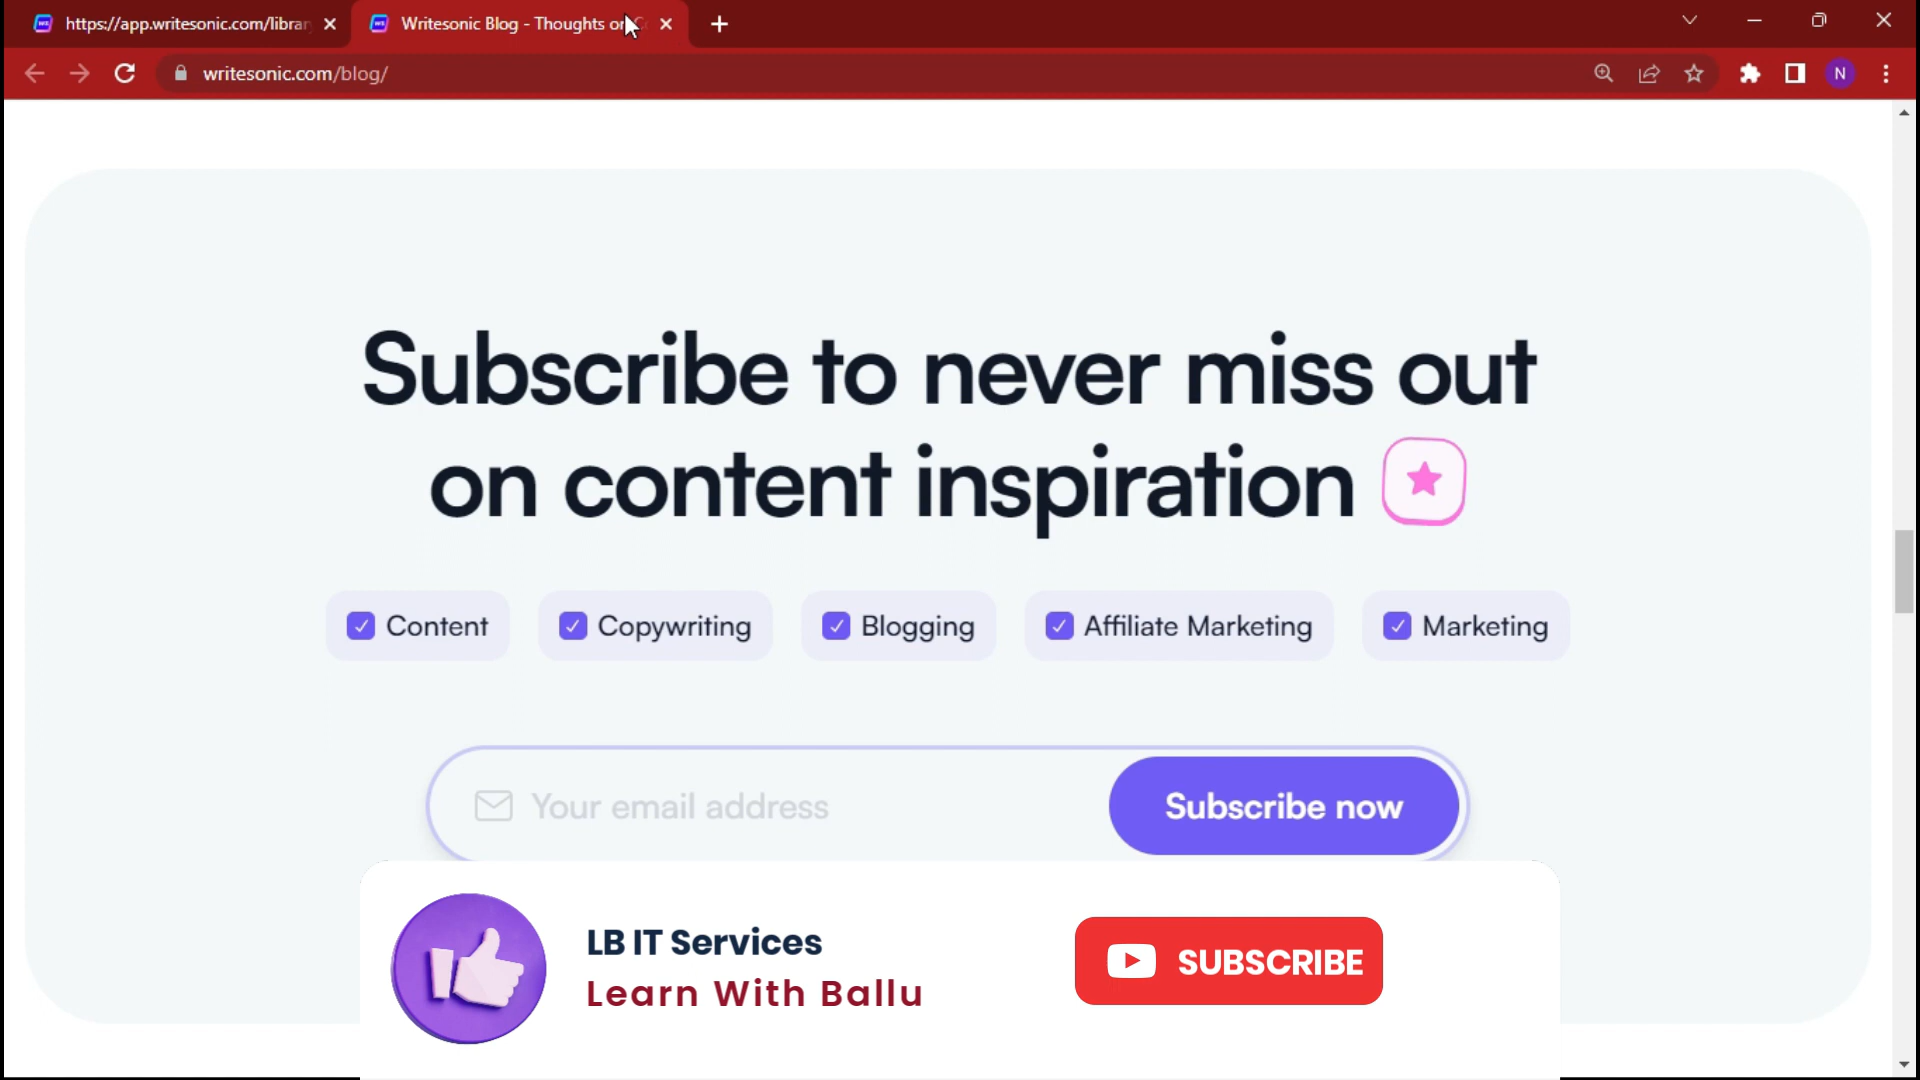 https://app.writesonic.com/librar
Writesonic Blog - Thoughts on
writesonic.com/blog/
N
Subscribe to never miss out
on content inspiration
Content
Copywriting
Blogging
Affiliate Marketing
Marketing
Your email address
Subscribe now
LB IT Services
Learn With Ballu
SUBSCRIBE